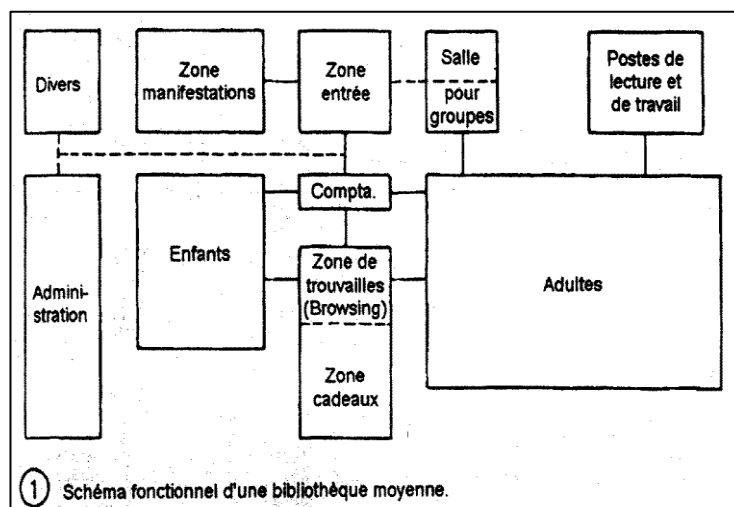 Divers
Zone
manifestations
Zone
entrée
Salle
pour
groupes
Postes de
lecture et
de travail
Admini-
stration
Enfants
Compta.
Zone de
trouvailles
(Browsing)
Zone
cadeaux
Adultes
1 Schéma fonctionnel d'une bibliothèque moyenne.